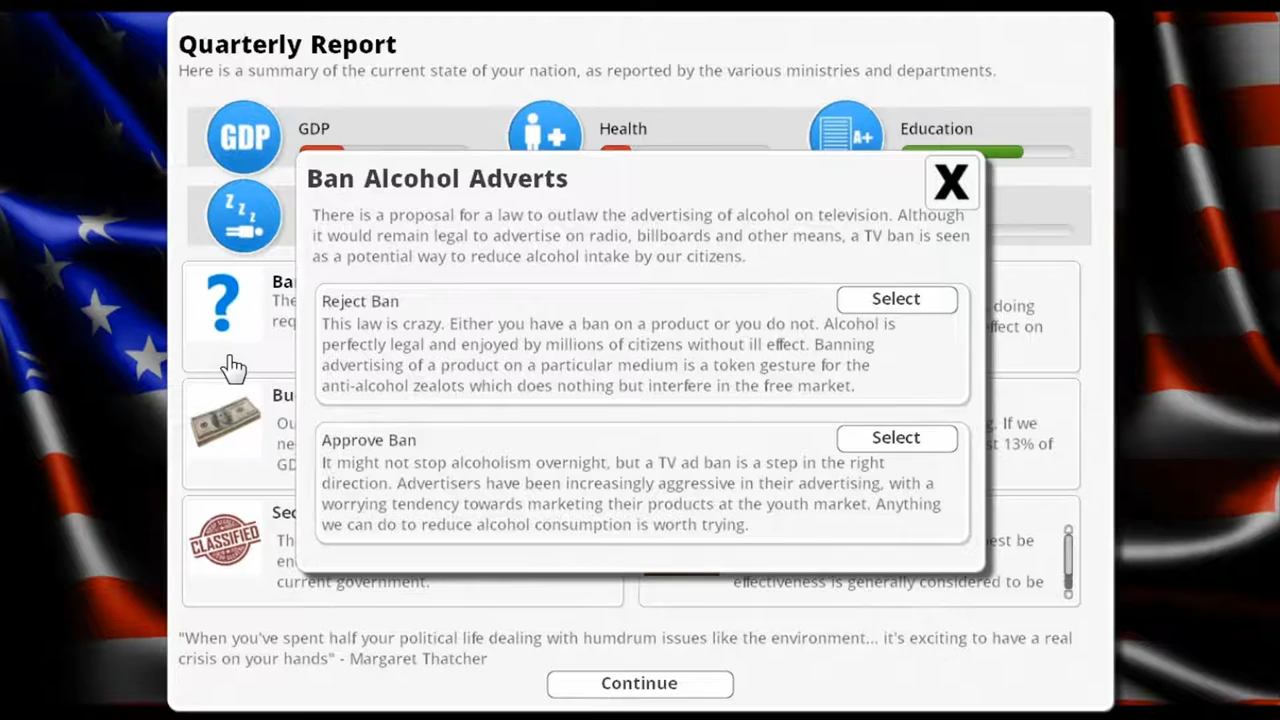 Quarterly Report
Here is a summary of the current state of your nation, as reported by the various ministries and departments.
GDP
GDP
Health
A+
Education
Z Z Z
Ban Alcohol Adverts
X
There is a proposal for a law to outlaw the advertising of alcohol on television. Although
it would remain legal to advertise on radio, billboards and other means, a TV ban is seen
as a potential way to reduce alcohol intake by our citizens.
Reject Ban
Select
This law is crazy. Either you have a ban on a product or you do not. Alcohol is
perfectly legal and enjoyed by millions of citizens without ill effect. Banning
advertising of a product on a particular medium is a token gesture for the
anti-alcohol zealots which does nothing but interfere in the free market.
Approve Ban
Select
It might not stop alcoholism overnight, but a TV ad ban is a step in the right
direction. Advertisers have been increasingly aggressive in their advertising, with a
worrying tendency towards marketing their products at the youth market. Anything
we can do to reduce alcohol consumption is worth trying.
?
doing
on
If we
13% of
GD
CLASSIFIED
be
current government.
effectiveness is generally considered to be
"When you've spent half your political life dealing with humdrum issues like the environment... it's exciting to have a real
crisis on your hands" - Margaret Thatcher
Continue